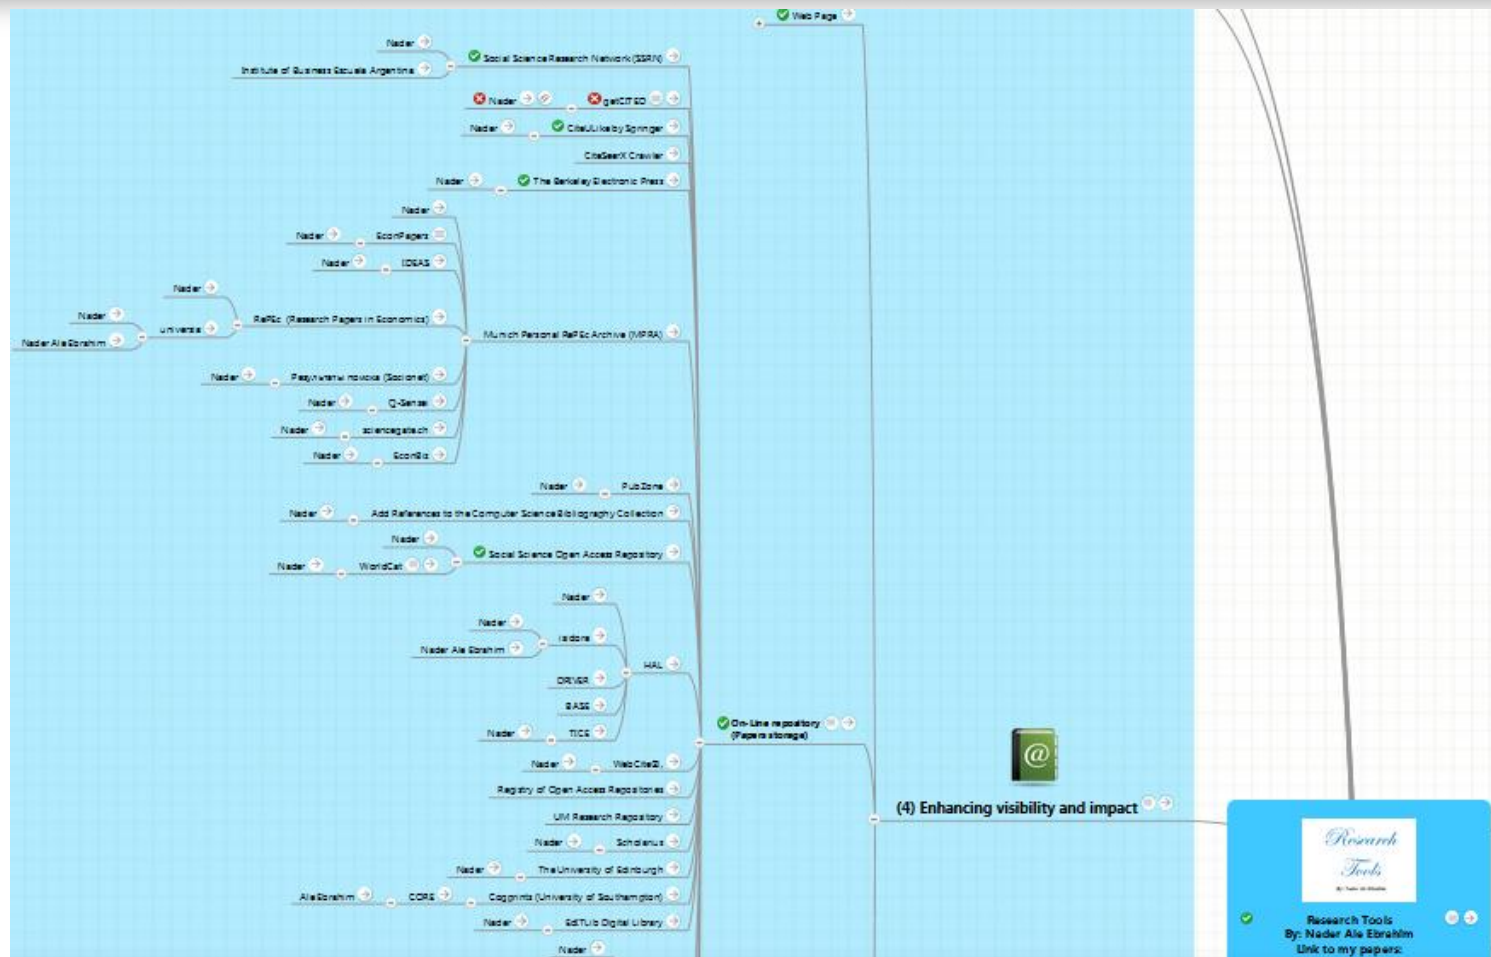 Web Page
Nader
Social Science Research Network (SSRN)
Institute of Business Escuela Argentina
Nader
getCITED
Nader
CiteULike by Springer
CiteSeerX Crawler
Nader
The Berkeley Electronic Press
Nader
Nader
EconPapers
Nader
IDEAS
Nader
Nader
universia
Nader Ale Ebrahim
RePEc (Research Papers in Economics)
Munich Personal RePEc Archive (MPRA)
Nader
Результаты поиска (Socionet)
Nader
Q-Sensei
Nader
sciencegate.ch
Nader
EconBiz
Nader
PubZone
Nader
Add References to the Computer Science Bibliography Collection
Nader
Social Science Open Access Repository
Nader
WorldCat
Nader
Nader
isidore
Nader Ale Ebrahim
HAL
DRIVER
BASE
Nader
TICE
On-Line repository
(Papers storage)
Nader
Registry of Open Access Repositories
UM Research Repository
Nader
Scholarius
Nader
The University of Edinburgh
Ale Ebrahim
CORE
Cogprints (University of Southampton)
Nader
EdITLib Digital Library
Nader
@
(4) Enhancing visibility and impact
Research
Tools
By: Nader Ale Ebrahim
Research Tools
By: Nader Ale Ebrahim
Link to my papers: